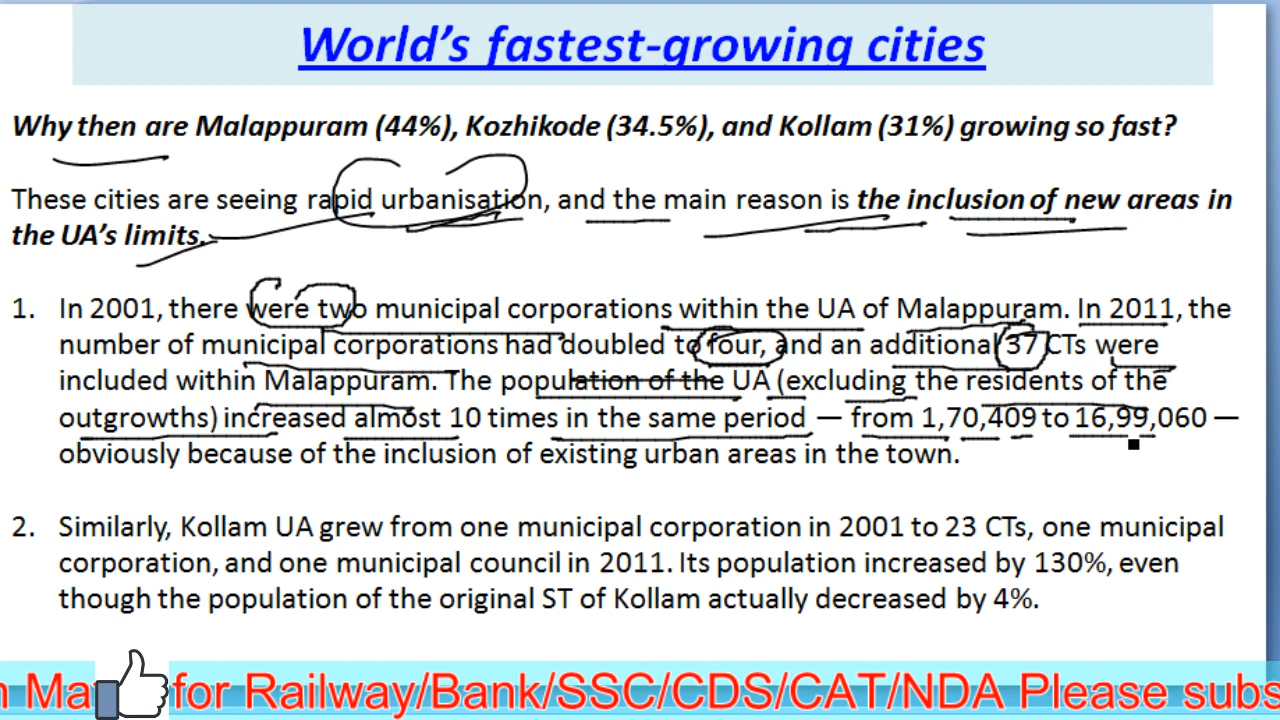 World's fastest-growing cities
Why then are Malappuram (44%), Kozhikode (34.5%), and Kollam (31%) growing so fast?
These cities are seeing rapid urbanisation, and the main reason is the inclusion of new areas in
the UA's limits.
1. In 2001, there were two municipal corporations within the UA of Malappuram. In 2011, the
number of municipal corporations had doubled to four, and an additional 37 CTs were
included within Malappuram. The population of the UA (excluding the residents of the
outgrowths) increased almost 10 times in the same period — from 1,70,409 to 16,99,060 —
obviously because of the inclusion of existing urban areas in the town.
2. Similarly, Kollam UA grew from one municipal corporation in 2001 to 23 CTs, one municipal
corporation, and one municipal council in 2011. Its population increased by 130%, even
though the population of the original ST of Kollam actually decreased by 4%.
for Railway/Bank/SSC/CDS/CAT/NDA Please subs